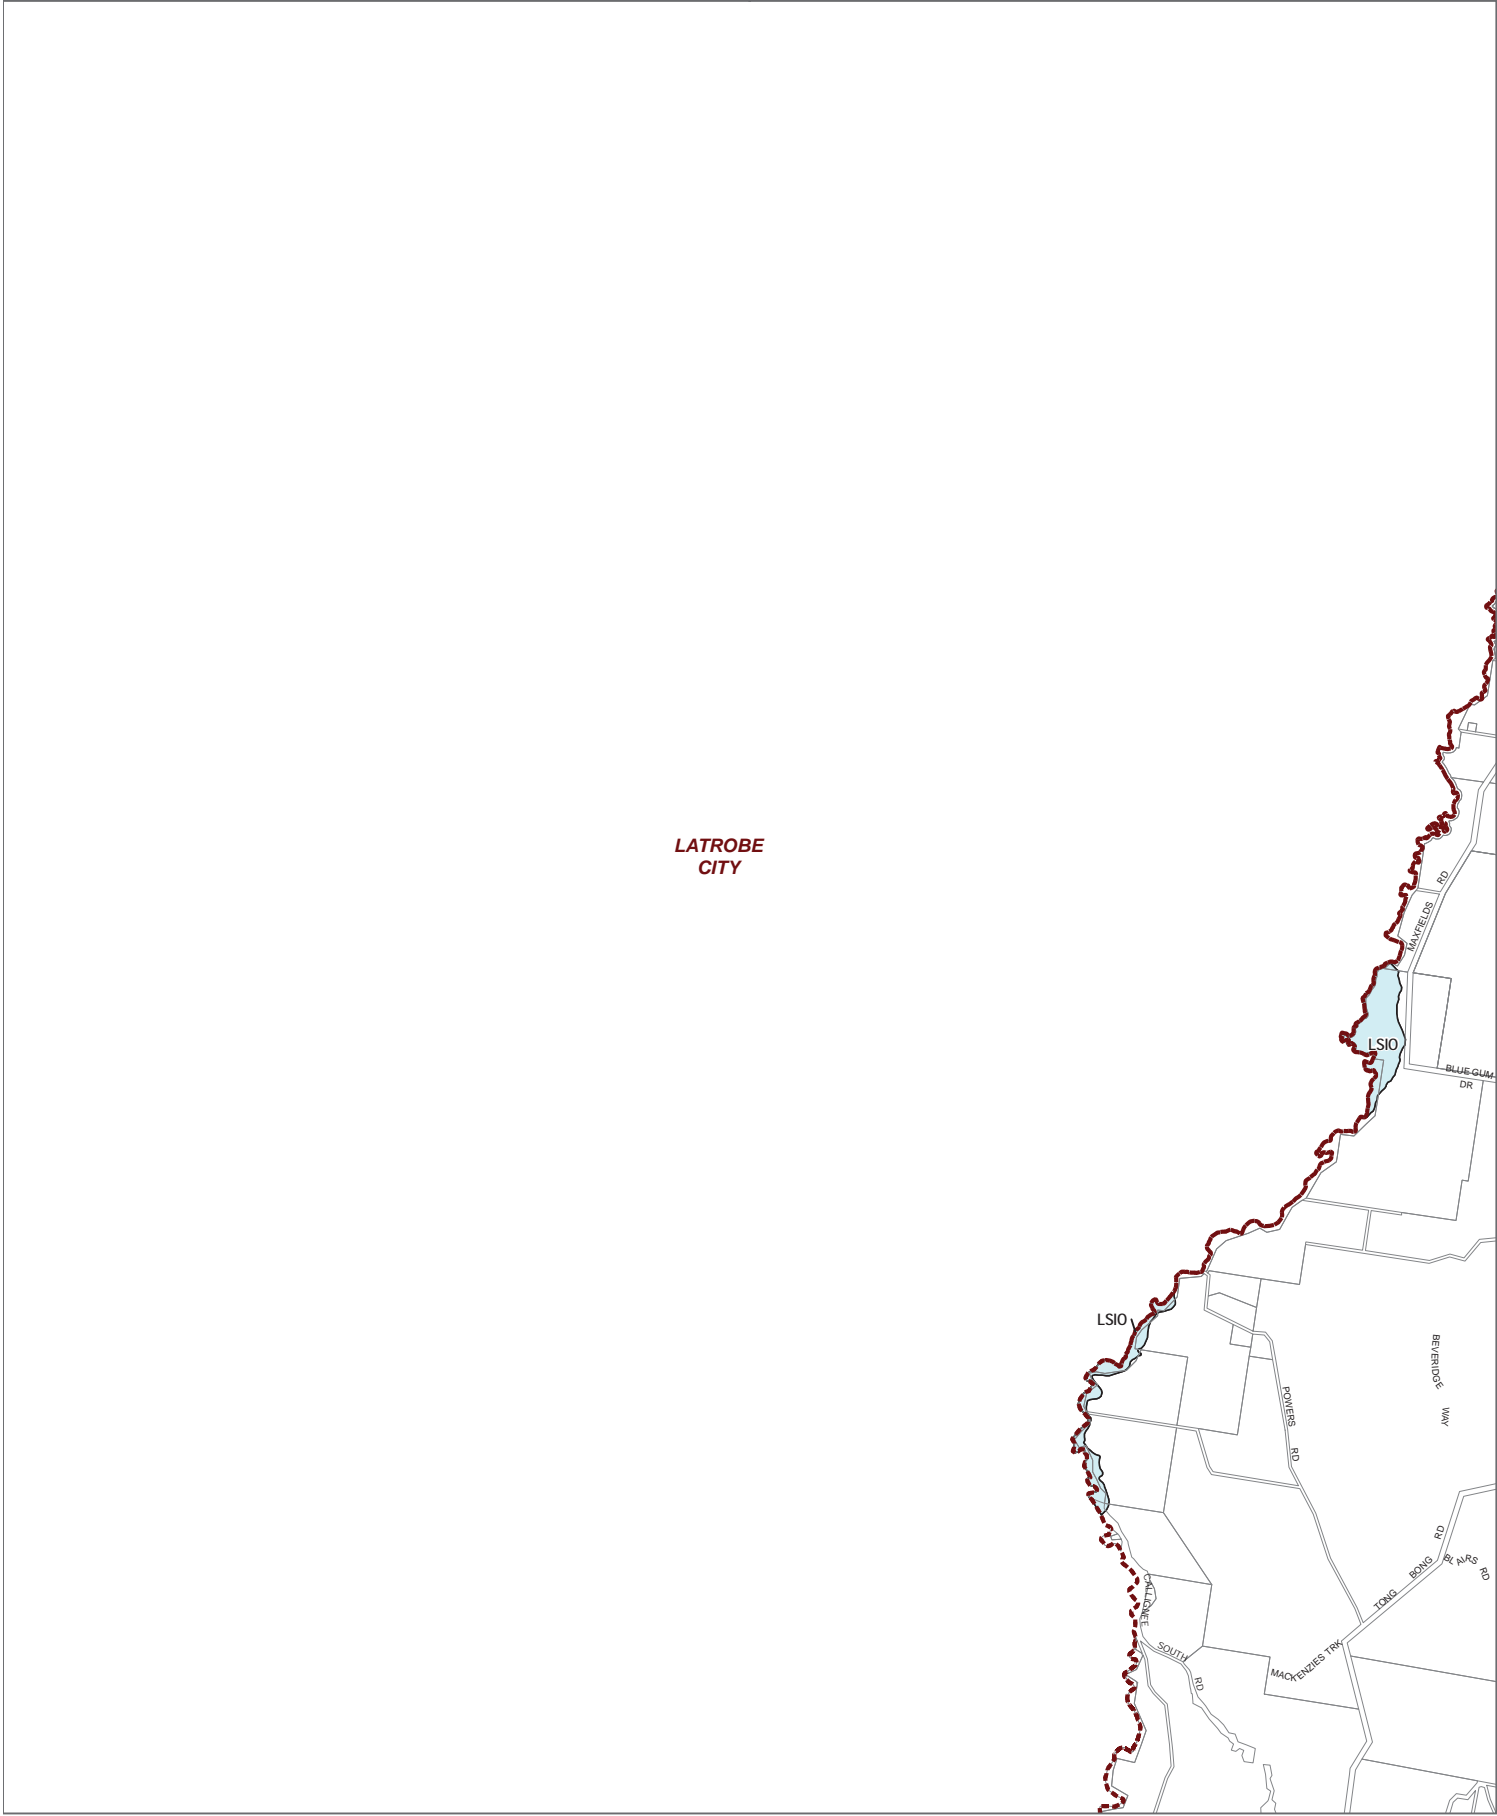 LATROBE
CITY
MAXFIELDS RD
LSIO
BLUE GUM
DR
LSIO
BEVERIDGE WAY
POWERS RD
TONG BONG RD
BLAIRS RD
CALLIGNEE SOUTH RD
MACKENZIES TRK